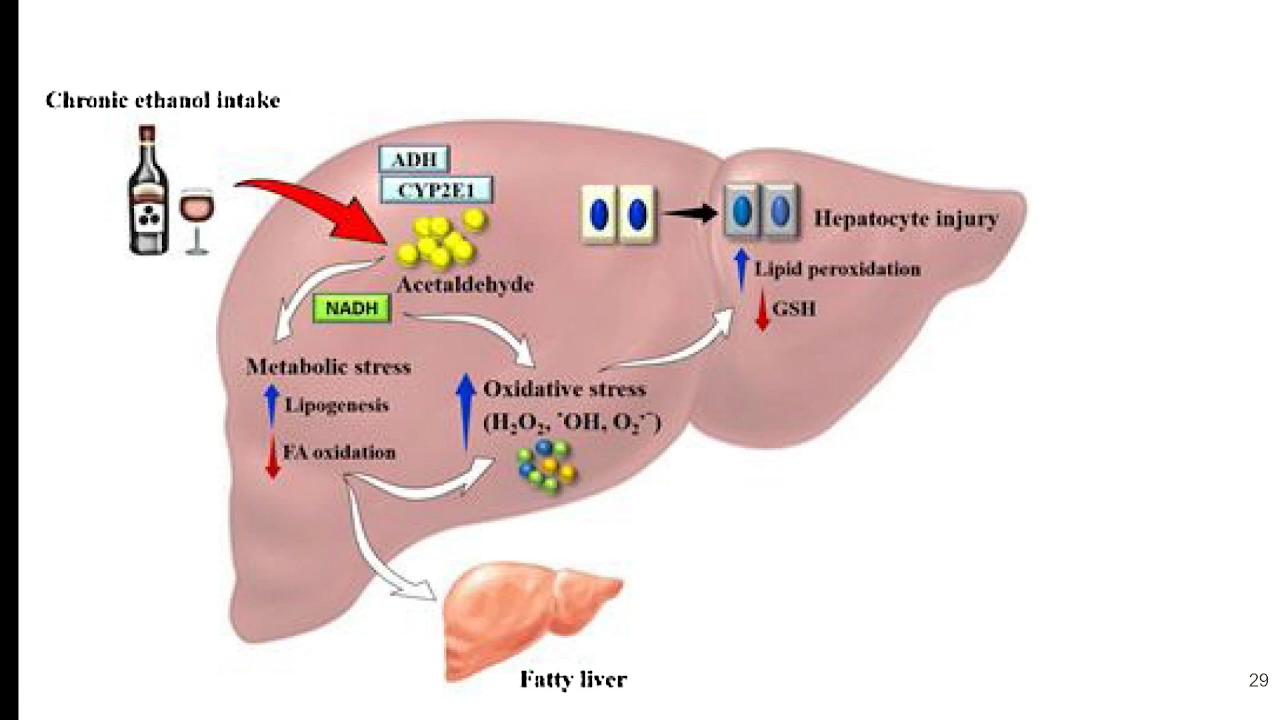 Chronic ethanol intake
ADH
CYP2E1
Acetaldehyde
NADH
Hepatocyte injury
Lipid peroxidation
GSH
Metabolic stress
Lipogenesis
FA oxidation
Oxidative stress
(H₂O₂, ˙OH, O₂˙⁻)
Fatty liver
29